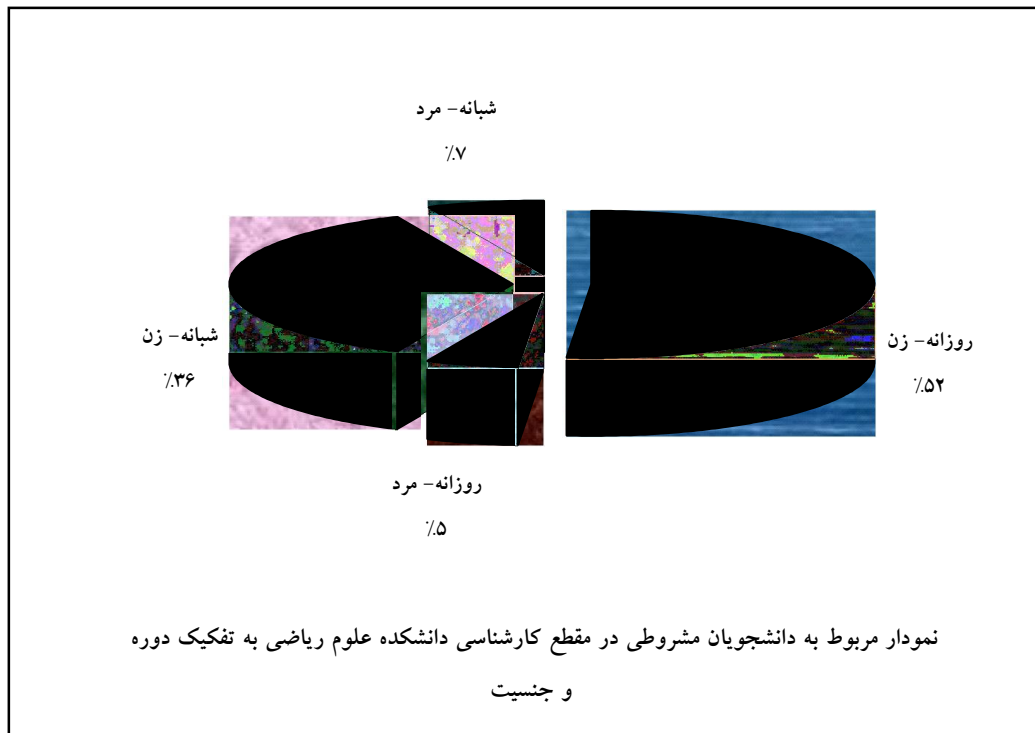 شبانه- مرد
٪۷
شبانه- زن
٪۳۶
روزانه- زن
٪۵۲
روزانه- مرد
٪۵
نمودار مربوط به دانشجویان مشروطی در مقطع کارشناسی دانشکده علوم ریاضی به تفکیک دوره
و جنسیت